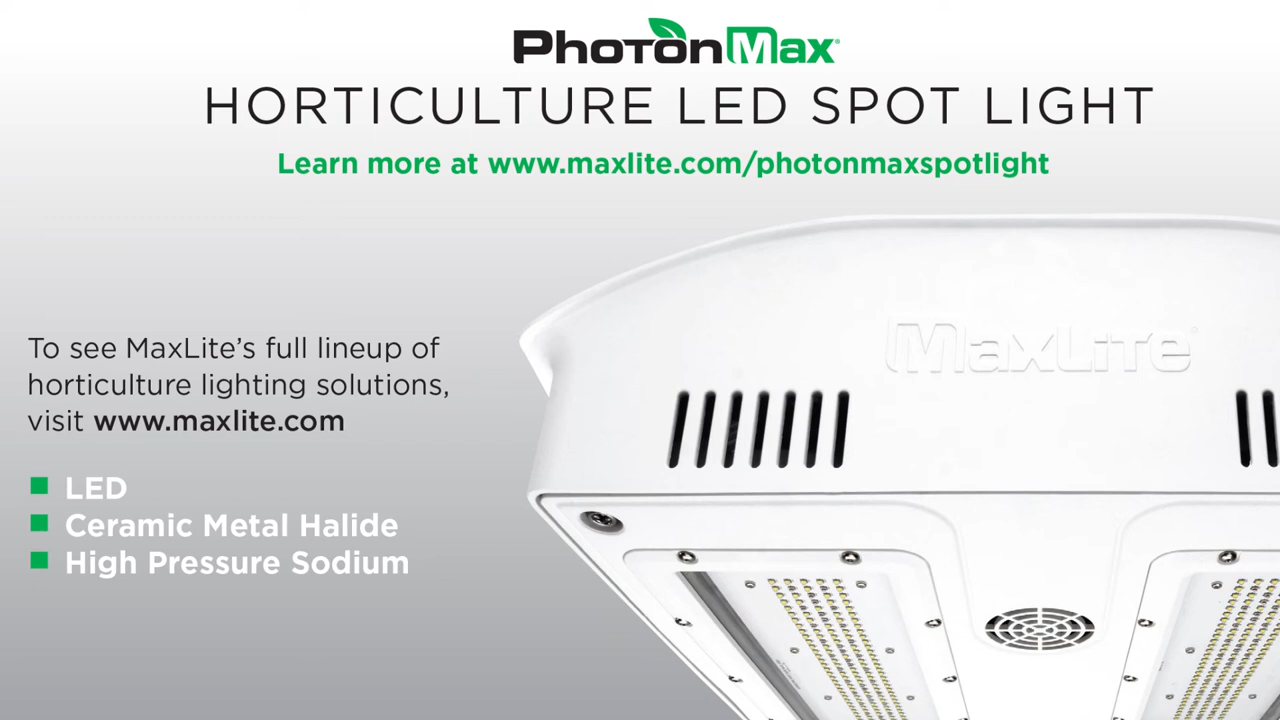 PhotonMax®
HORTICULTURE LED SPOT LIGHT
Learn more at www.maxlite.com/photonmaxspotlight
MaxLite®
To see MaxLite’s full lineup of
horticulture lighting solutions,
visit www.maxlite.com
LED
Ceramic Metal Halide
High Pressure Sodium